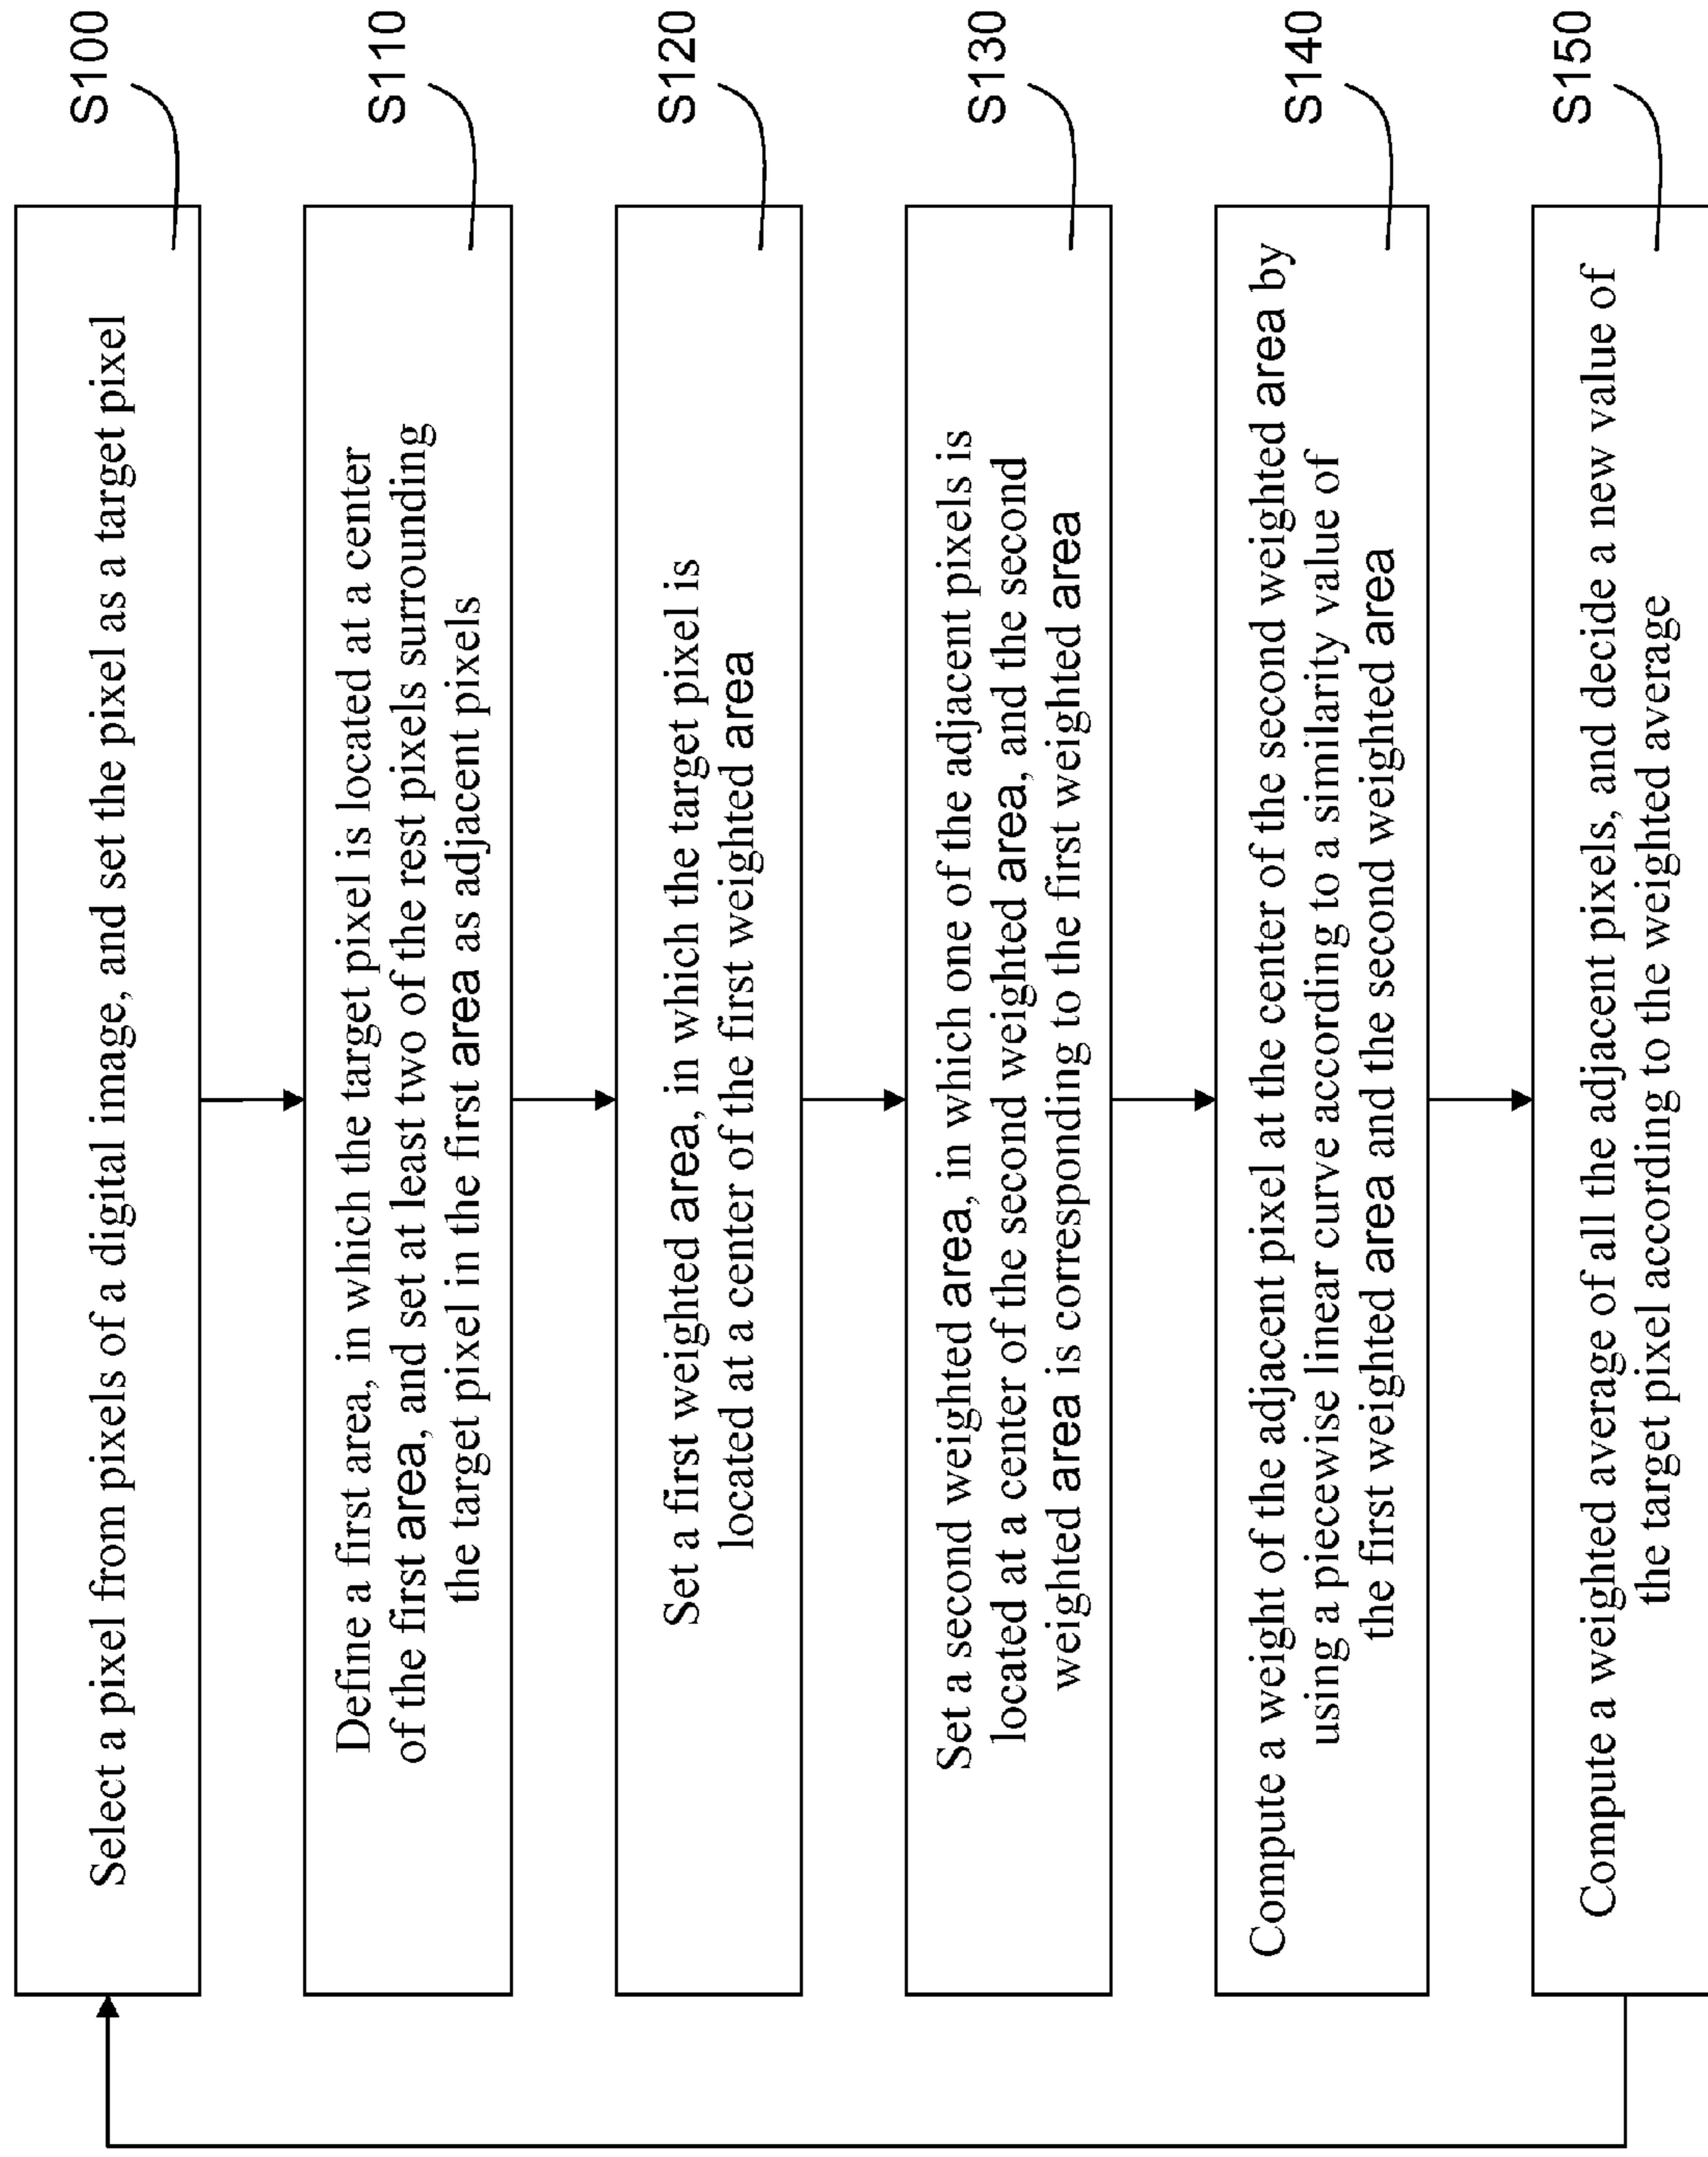 S100
Select a pixel from pixels of a digital image, and set the pixel as a target pixel
S110
Define a first area, in which the target pixel is located at a center
of the first area, and set at least two of the rest pixels surrounding
the target pixel in the first area as adjacent pixels
S120
Set a first weighted area, in which the target pixel is
located at a center of the first weighted area
S130
Set a second weighted area, in which one of the adjacent pixels is
located at a center of the second weighted area, and the second
weighted area is corresponding to the first weighted area
S140
Compute a weight of the adjacent pixel at the center of the second weighted area by
using a piecewise linear curve according to a similarity value of
the first weighted area and the second weighted area
S150
Compute a weighted average of all the adjacent pixels, and decide a new value of
the target pixel according to the weighted average